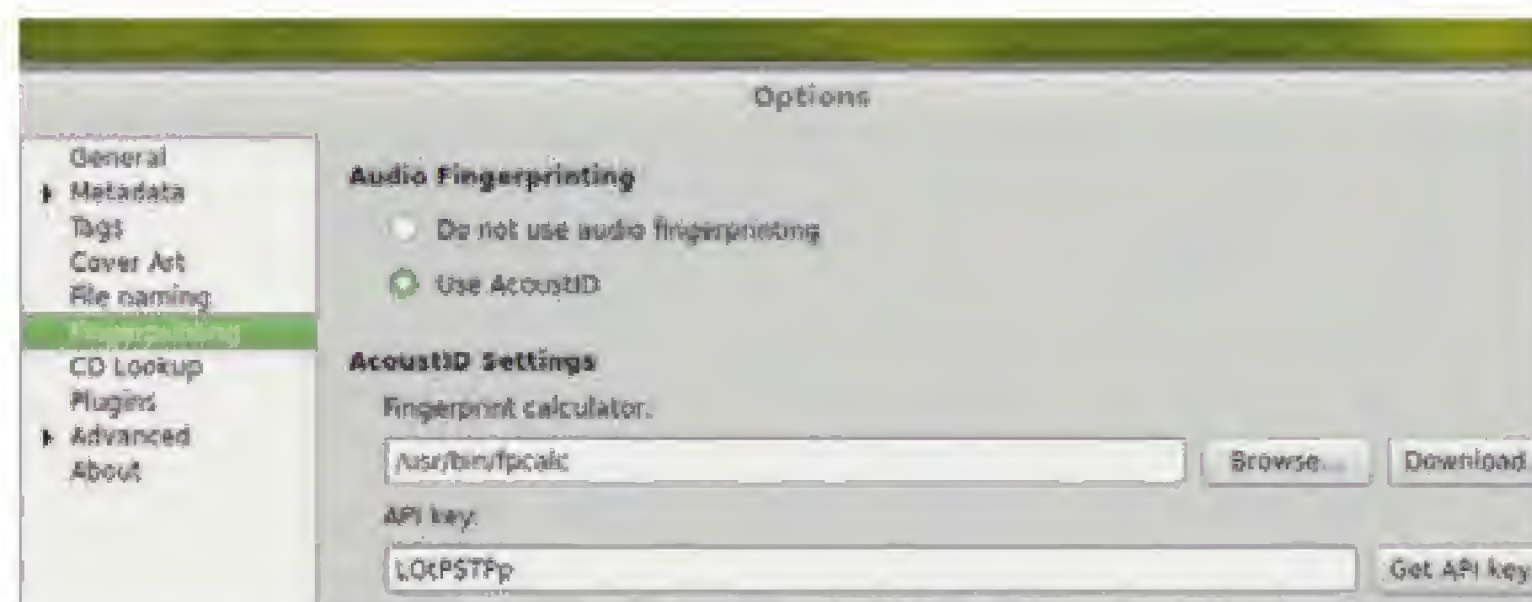 Options
General
Metadata
Tags
Cover Art
File naming
Fingerprinting
CD Lookup
Plugins
Advanced
About
Audio Fingerprinting
Do not use audio fingerprinting
Use AcoustID
AcoustID Settings
Fingerprint calculator:
/usr/bin/fpcalc
Browse...
Download...
API key:
Get API key